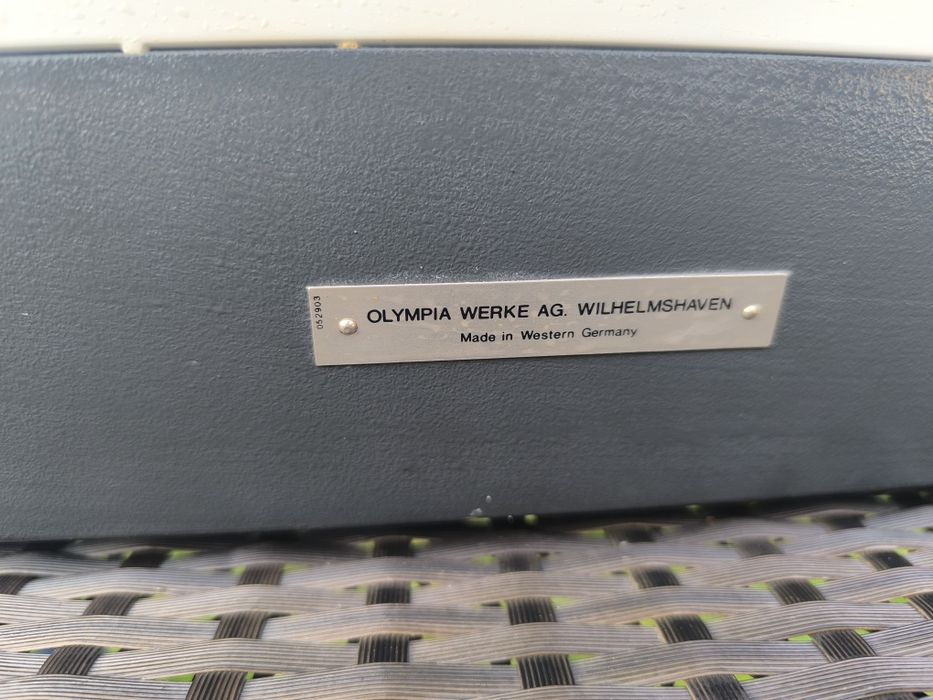 052903
OLYMPIA WERKE AG. WILHELMSHAVEN
Made in Western Germany